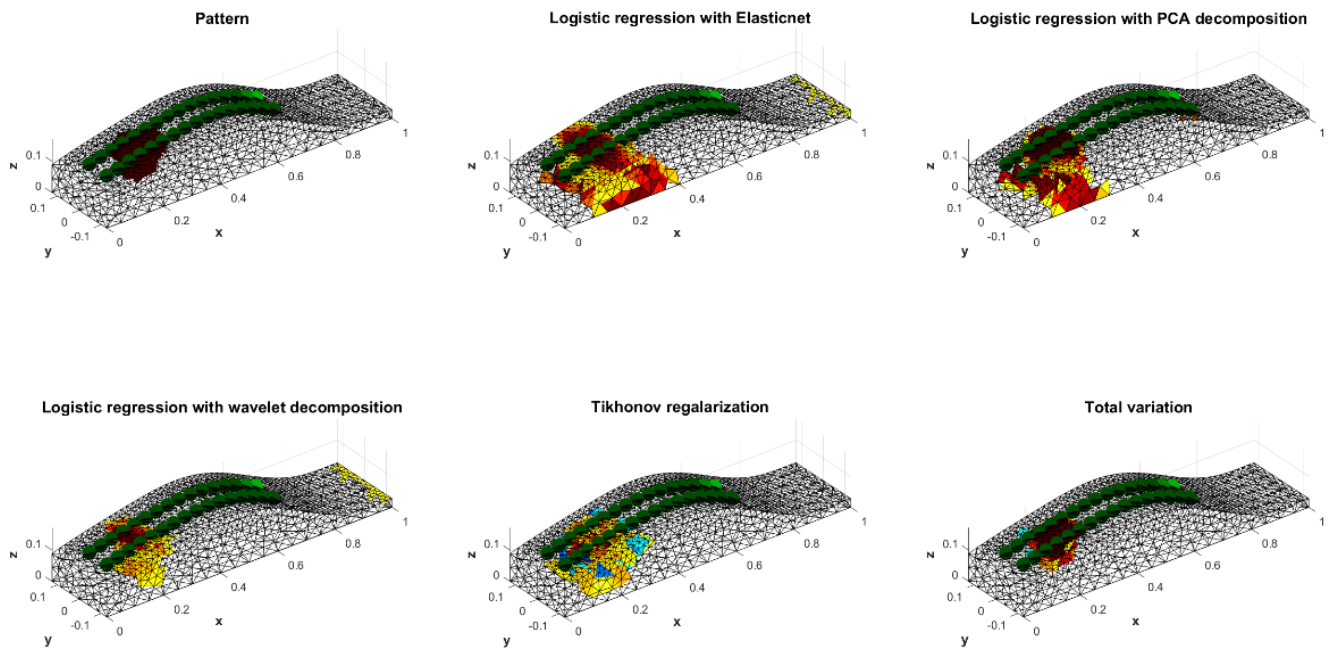 Pattern
Logistic regression with Elasticnet
Logistic regression with PCA decomposition
z
0.1
0
0.1
0
-0.1
y
0
0.2
0.4
0.6
0.8
1
x
z
0.1
0
0.1
0
-0.1
y
0
0.2
0.4
0.6
0.8
1
x
z
0.1
0
0.1
0
-0.1
y
0
0.2
0.4
0.6
0.8
1
x
Logistic regression with wavelet decomposition
Tikhonov regalarization
Total variation
z
0.1
0
0.1
0
-0.1
y
0
0.2
0.4
0.6
0.8
1
x
z
0.1
0
0.1
0
-0.1
y
0
0.2
0.4
0.6
0.8
1
x
z
0.1
0
0.1
0
-0.1
y
0
0.2
0.4
0.6
0.8
1
x